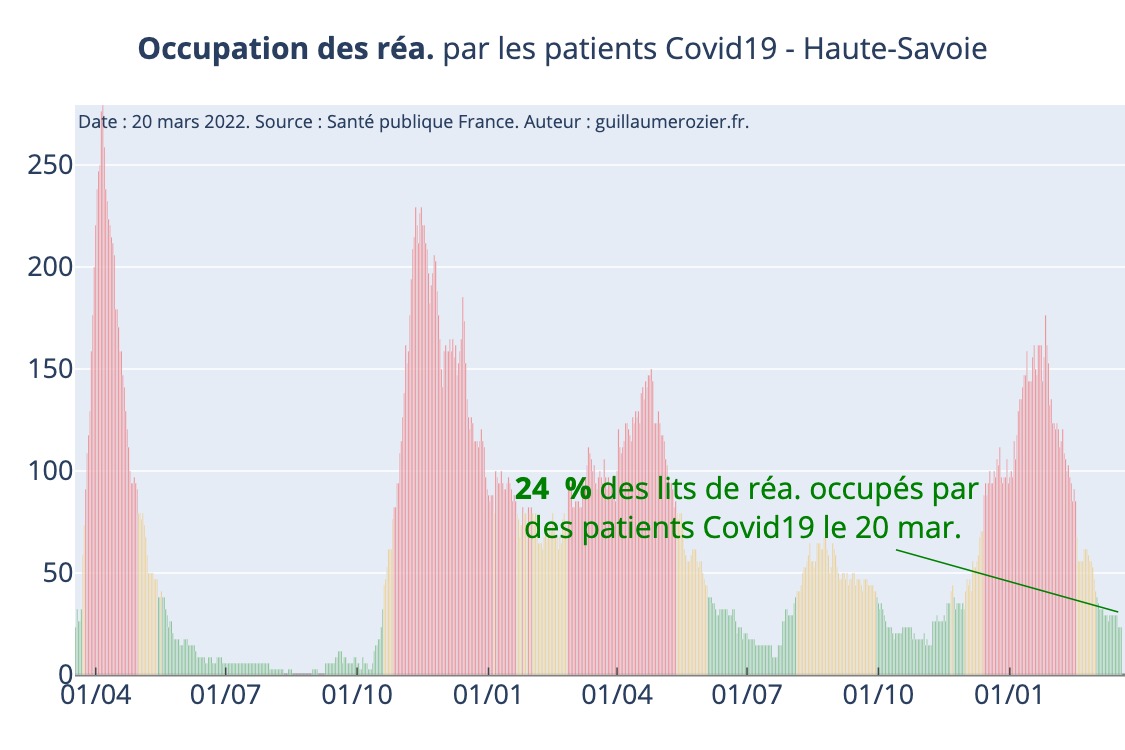 Occupation des réa. par les patients Covid19 - Haute-Savoie
Date : 20 mars 2022. Source : Santé publique France. Auteur : guillaumerozier.fr.
250
200
150
100
50
0
24 % des lits de réa. occupés par
des patients Covid19 le 20 mar.
01/04 01/07 01/10 01/01 01/04 01/07 01/10 01/01